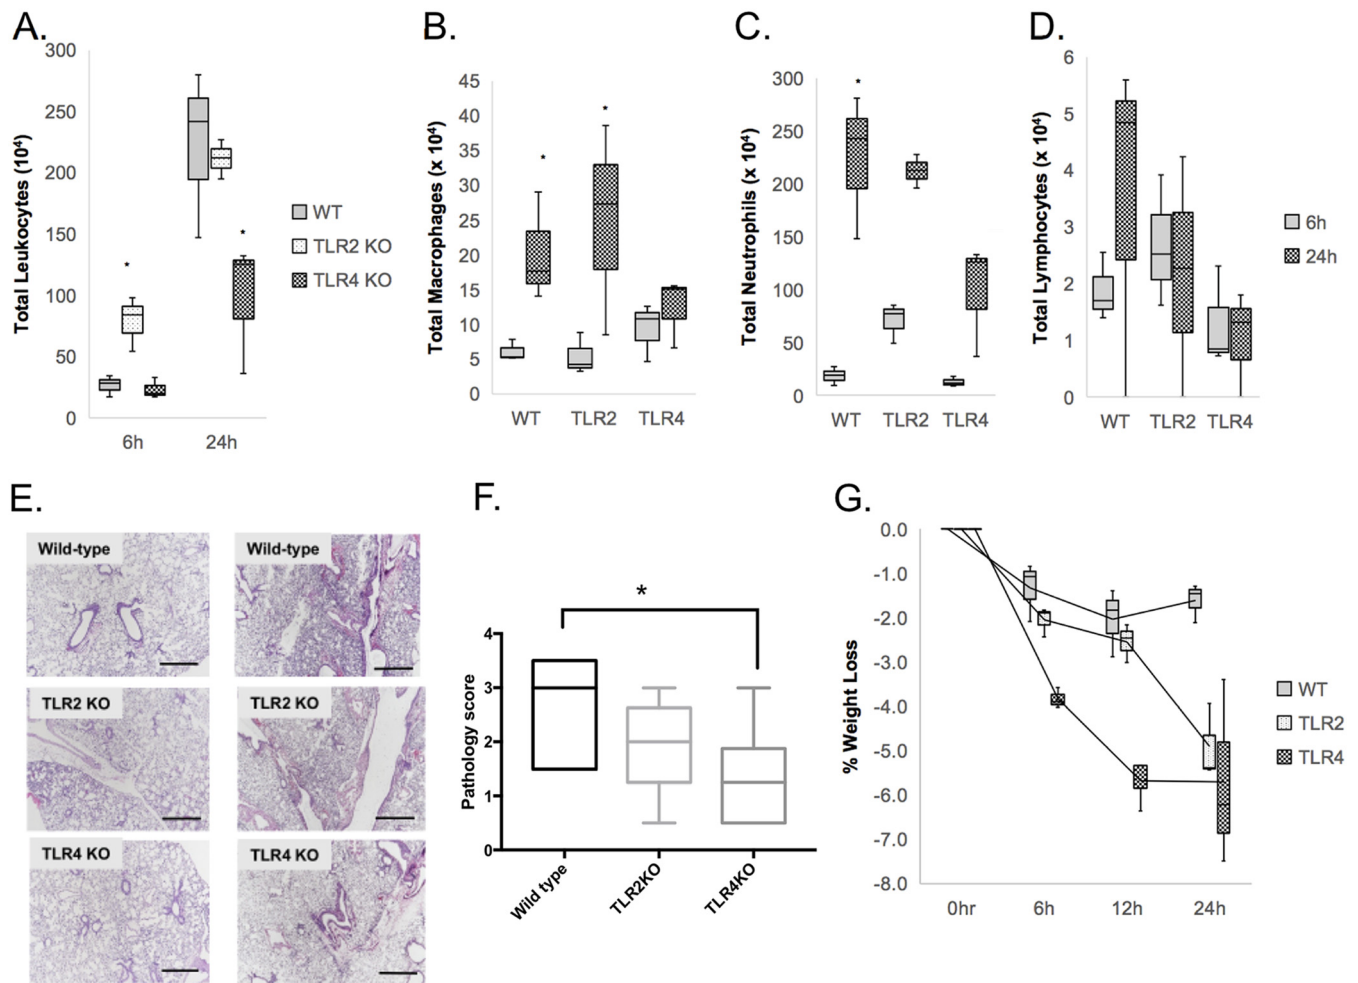 A.
Total Leukocytes (10⁴)
300
250
200
150
100
50
0
*
*
6h
24h
WT
TLR2 KO
TLR4 KO
B.
Total Macrophages (x 10⁴)
45
40
35
30
25
20
15
10
5
0
*
*
WT
TLR2
TLR4
C.
Total Neutrophils (x 10⁴)
300
250
200
150
100
50
0
*
WT
TLR2
TLR4
D.
Total Lymphocytes (x 10⁴)
6
5
4
3
2
1
0
WT
TLR2
TLR4
6h
24h
E.
Wild-type
Wild-type
TLR2 KO
TLR2 KO
TLR4 KO
TLR4 KO
F.
Pathology score
4
3
2
1
0
*
Wild type
TLR2KO
TLR4KO
G.
% Weight Loss
0.0
-1.0
-2.0
-3.0
-4.0
-5.0
-6.0
-7.0
-8.0
0hr
6h
12h
24h
WT
TLR2
TLR4